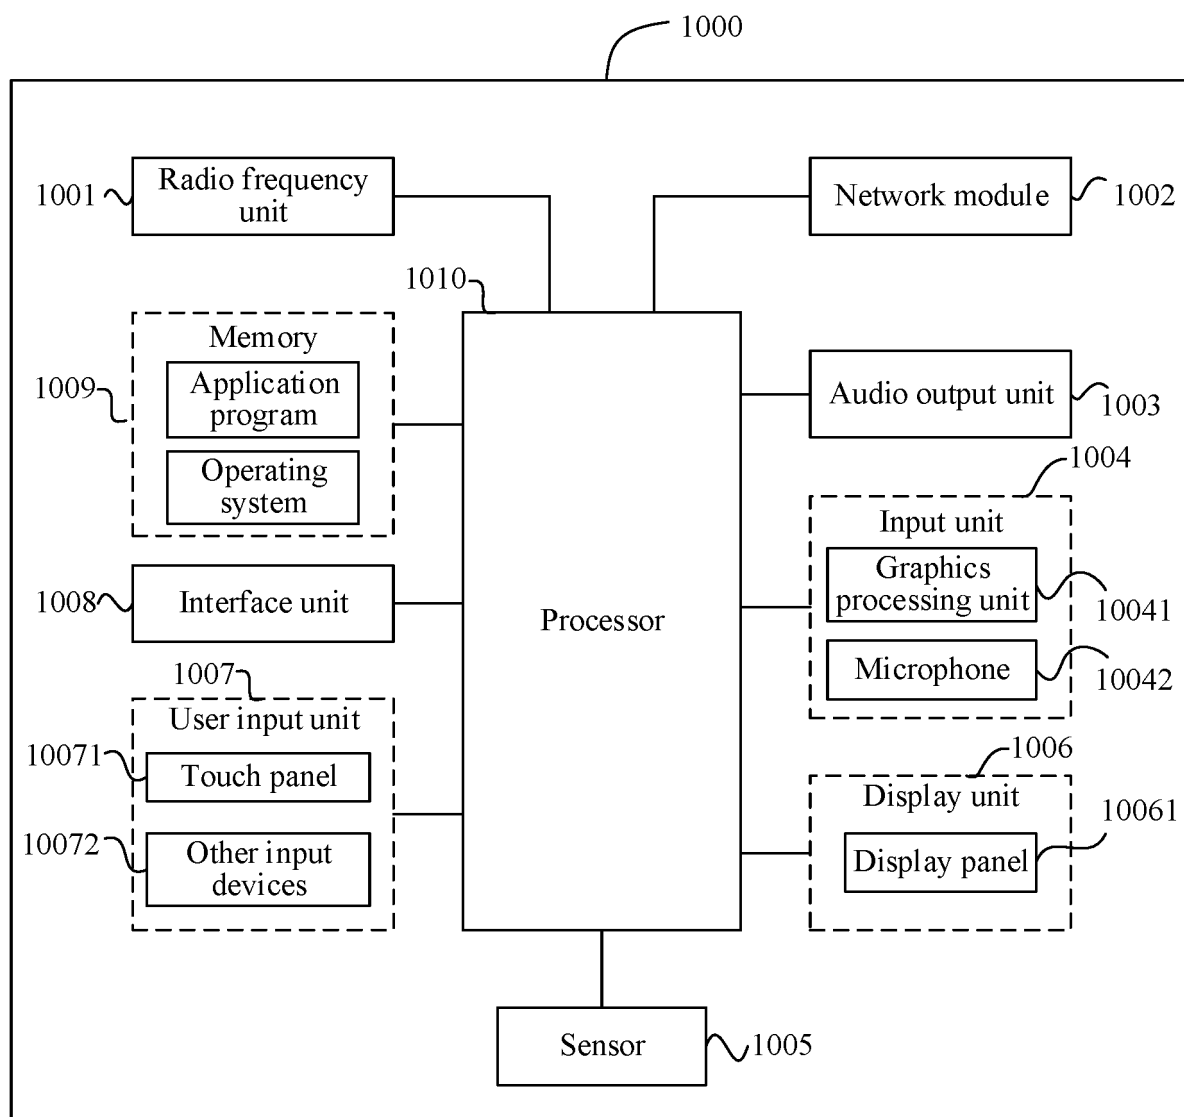 1000
1001
Radio frequency
unit
Network module
1002
1010
Memory
1009
Application
program
Operating
system
Audio output unit
1003
1004
Input unit
Graphics
processing unit
10041
Microphone
10042
1008
Interface unit
Processor
1007
User input unit
10071
Touch panel
10072
Other input
devices
1006
Display unit
10061
Display panel
Sensor
1005